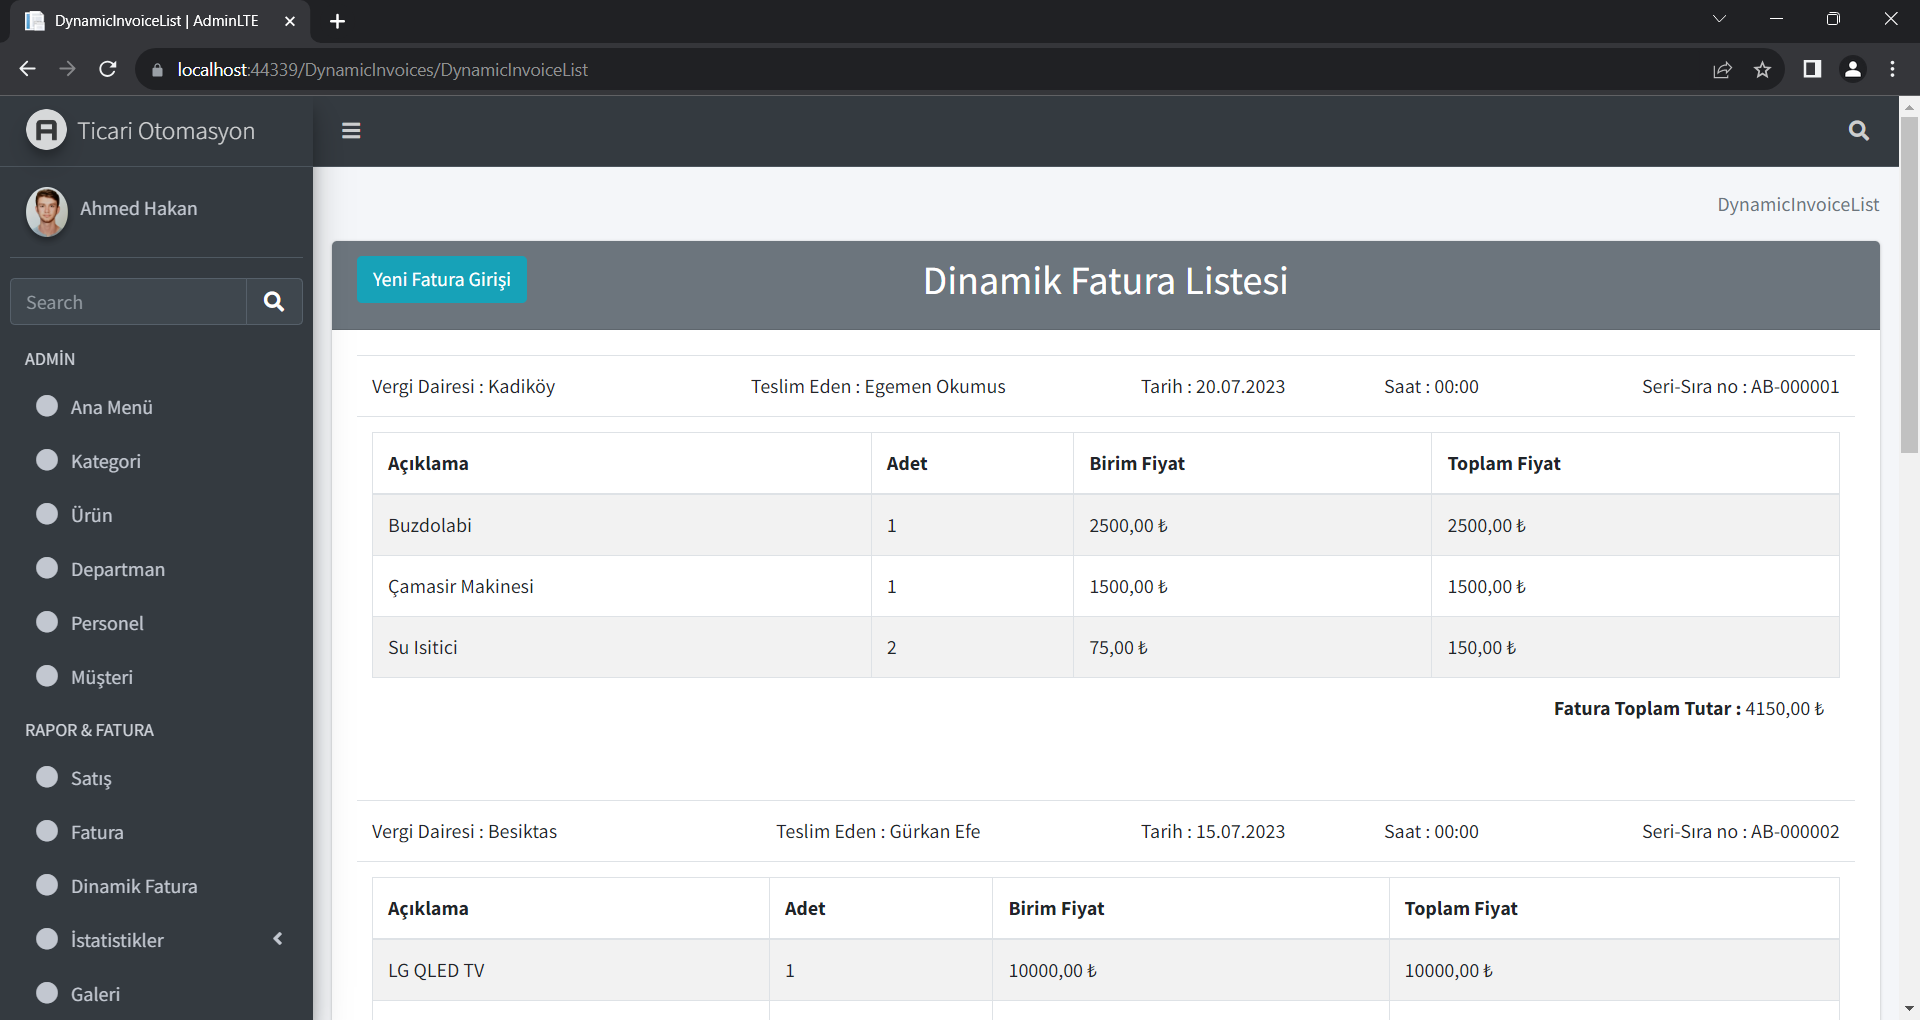 DynamicInvoiceList | AdminLTE
localhost:44339/DynamicInvoices/DynamicInvoiceList
A Ticari Otomasyon
Ahmed Hakan
Search
ADMİN
Ana Menü
Kategori
Ürün
Departman
Personel
Müşteri
RAPOR & FATURA
Satış
Fatura
Dinamik Fatura
İstatistikler
Galeri
DynamicInvoiceList
Yeni Fatura Girişi
Dinamik Fatura Listesi
Vergi Dairesi : Kadiköy Teslim Eden : Egemen Okumus Tarih : 20.07.2023 Saat : 00:00 Seri-Sıra no : AB-000001
Açıklama Adet Birim Fiyat Toplam Fiyat
Buzdolabi 1 2500,00 ₺ 2500,00 ₺
Çamasir Makinesi 1 1500,00 ₺ 1500,00 ₺
Su Isitici 2 75,00 ₺ 150,00 ₺
Fatura Toplam Tutar : 4150,00 ₺
Vergi Dairesi : Besiktas Teslim Eden : Gürkan Efe Tarih : 15.07.2023 Saat : 00:00 Seri-Sıra no : AB-000002
Açıklama Adet Birim Fiyat Toplam Fiyat
LG QLED TV 1 10000,00 ₺ 10000,00 ₺